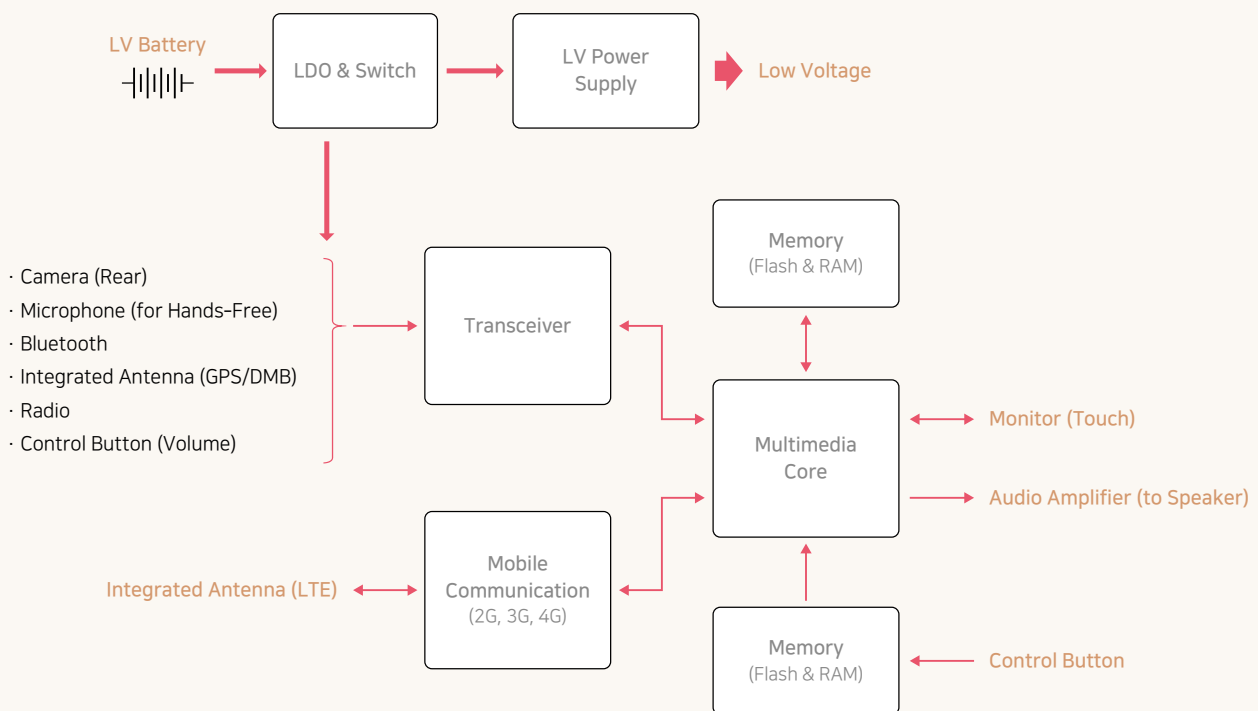 LV Battery
LDO & Switch
LV Power
Supply
Low Voltage
· Camera (Rear)
· Microphone (for Hands-Free)
· Bluetooth
· Integrated Antenna (GPS/DMB)
· Radio
· Control Button (Volume)
Transceiver
Memory
(Flash & RAM)
Multimedia
Core
Monitor (Touch)
Audio Amplifier (to Speaker)
Integrated Antenna (LTE)
Mobile
Communication
(2G, 3G, 4G)
Memory
(Flash & RAM)
Control Button